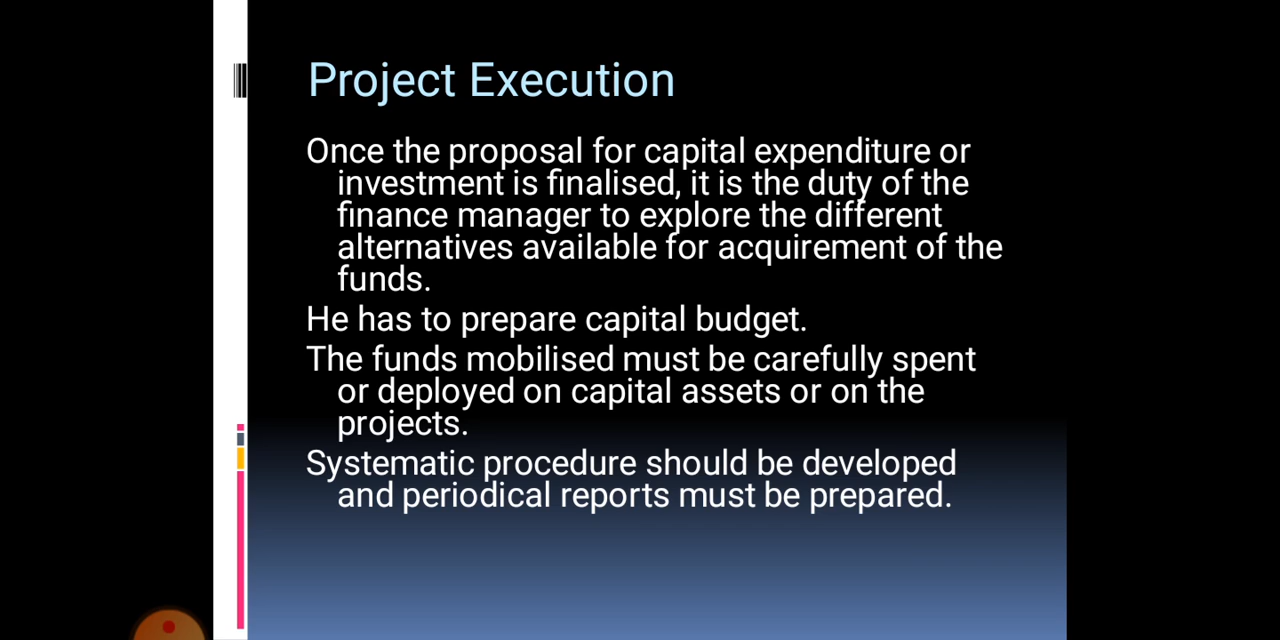 Project Execution
Once the proposal for capital expenditure or
investment is finalised, it is the duty of the
finance manager to explore the different
alternatives available for acquirement of the
funds.
He has to prepare capital budget.
The funds mobilised must be carefully spent
or deployed on capital assets or on the
projects.
Systematic procedure should be developed
and periodical reports must be prepared.